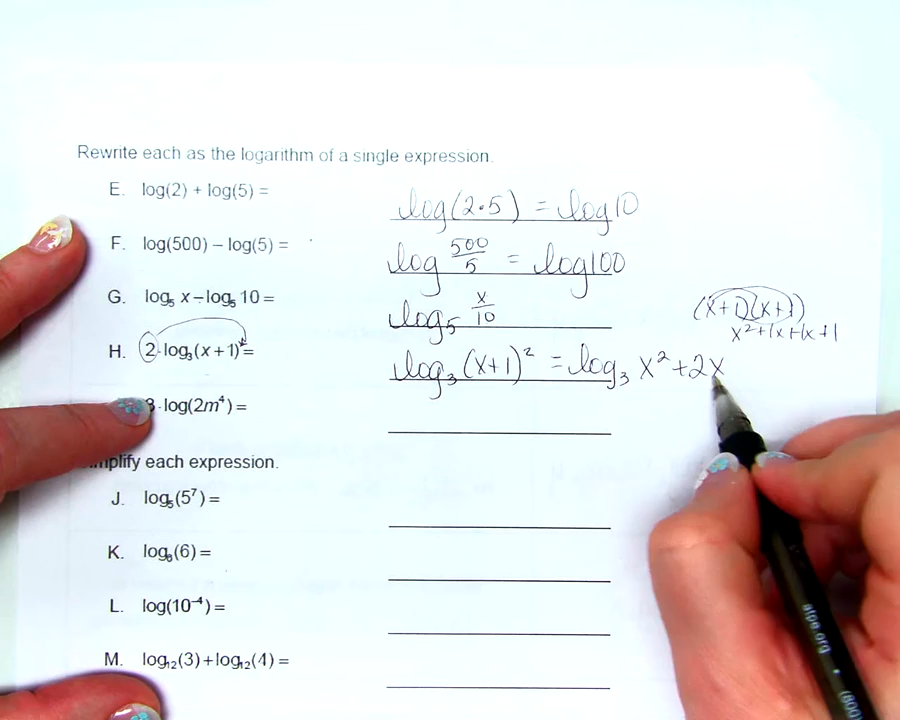 Rewrite each as the logarithm of a single expression.
E. log(2) + log(5) = log(2·5) = log10
F. log(500) – log(5) = log 500/5 = log100
G. log₅ x – log₅ 10 = log₅ x/10
(x+1)(x+1)
x²+1x+1x+1
H. 2·log₃(x + 1) = log₃(x+1)² = log₃ x²+2x
3·log(2m⁴) =
mplify each expression.
J. log₅(5⁷) =
K. log₆(6) =
L. log(10⁻⁴) =
M. log₁₂(3) + log₁₂(4) =
alpe.org • (800)